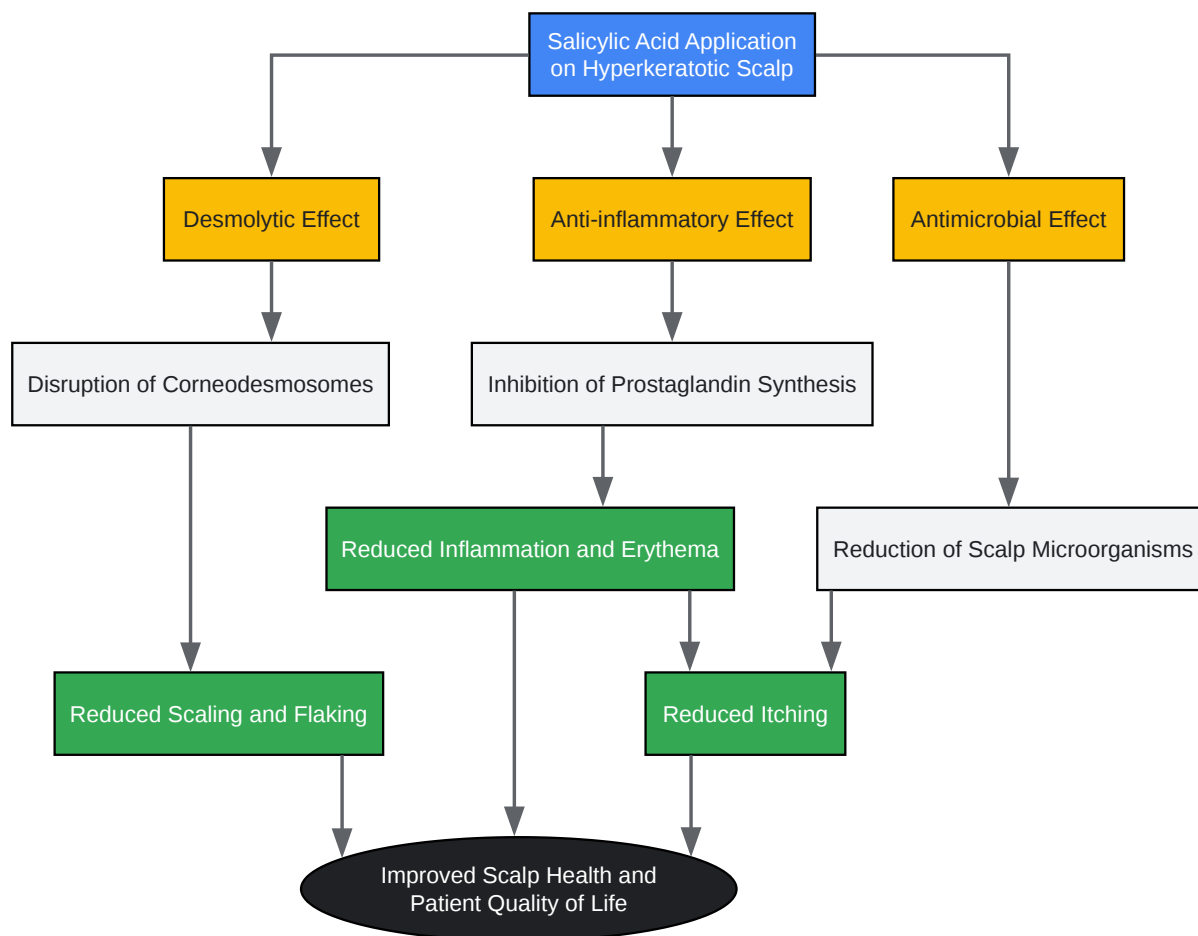 Salicylic Acid Application
on Hyperkeratotic Scalp
Desmolytic Effect
Anti-inflammatory Effect
Antimicrobial Effect
Disruption of Corneodesmosomes
Inhibition of Prostaglandin Synthesis
Reduced Inflammation and Erythema
Reduction of Scalp Microorganisms
Reduced Scaling and Flaking
Reduced Itching
Improved Scalp Health and
Patient Quality of Life